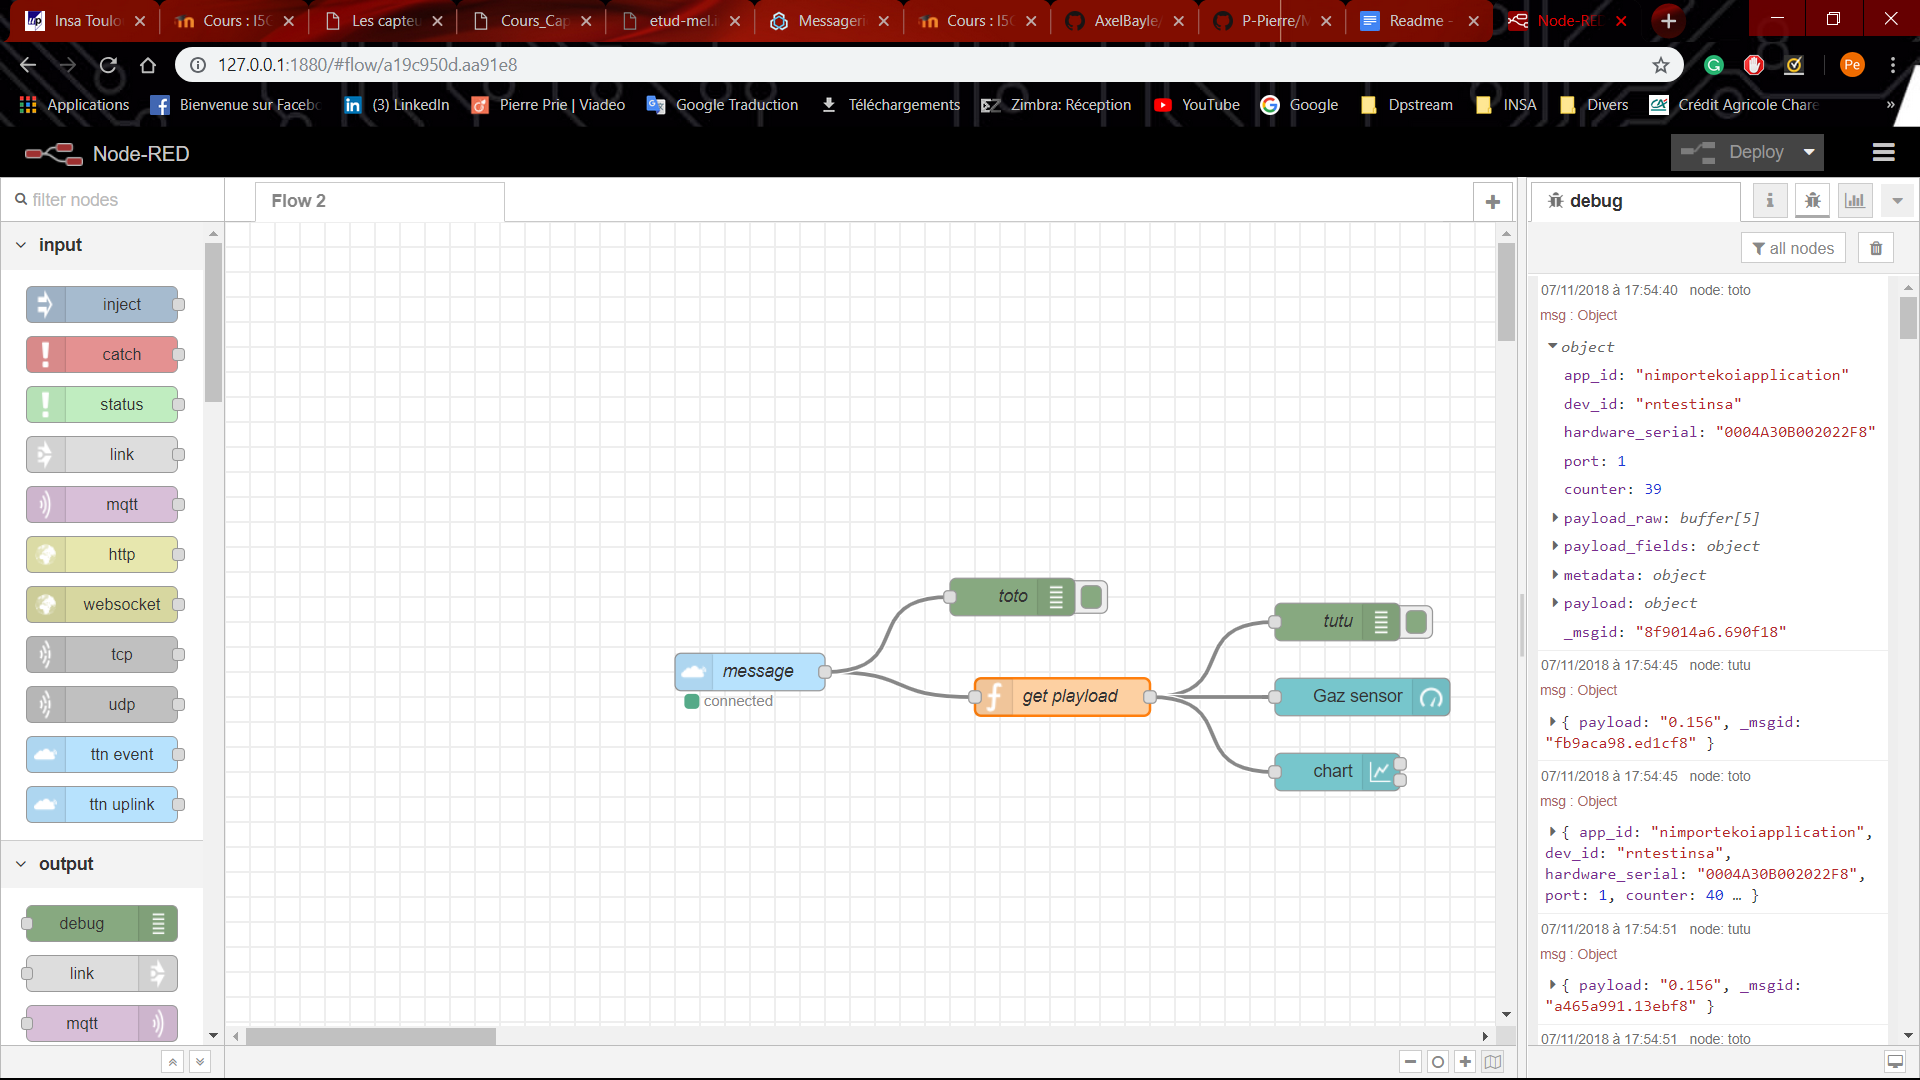 Insa Toulou
Cours : I5C
Les capteu
Cours_Cap
etud-mel.i
Messageri
Cours : I5C
AxelBayle/
P-Pierre/M
Readme -
Node-RE
127.0.0.1:1880/#flow/a19c950d.aa91e8
Pe
Applications
Bienvenue sur Facebo
(3) LinkedIn
Pierre Prie | Viadeo
Google Traduction
Téléchargements
Zimbra: Réception
YouTube
Google
Dpstream
INSA
Divers
Crédit Agricole Chare
»
Node-RED
Deploy
filter nodes
Flow 2
debug
all nodes
input
inject
catch
status
link
mqtt
http
websocket
tcp
udp
ttn event
ttn uplink
output
debug
link
mqtt
toto
message
connected
get playload
tutu
Gaz sensor
chart
07/11/2018 à 17:54:40 node: toto
msg : Object
object
app_id: "nimportekoiapplication"
dev_id: "rntestinsa"
hardware_serial: "0004A30B002022F8"
port: 1
counter: 39
payload_raw: buffer[5]
payload_fields: object
metadata: object
payload: object
_msgid: "8f9014a6.690f18"
07/11/2018 à 17:54:45 node: tutu
msg : Object
{ payload: "0.156", _msgid:
"fb9aca98.ed1cf8" }
07/11/2018 à 17:54:45 node: toto
msg : Object
{ app_id: "nimportekoiapplication",
dev_id: "rntestinsa",
hardware_serial: "0004A30B002022F8",
port: 1, counter: 40 … }
07/11/2018 à 17:54:51 node: tutu
msg : Object
{ payload: "0.156", _msgid:
"a465a991.13ebf8" }
07/11/2018 à 17:54:51 node: toto